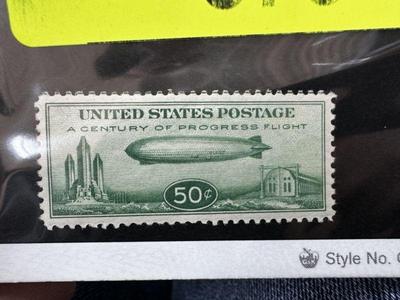 UNITED STATES POSTAGE
A CENTURY OF PROGRESS FLIGHT
50¢
Style No.